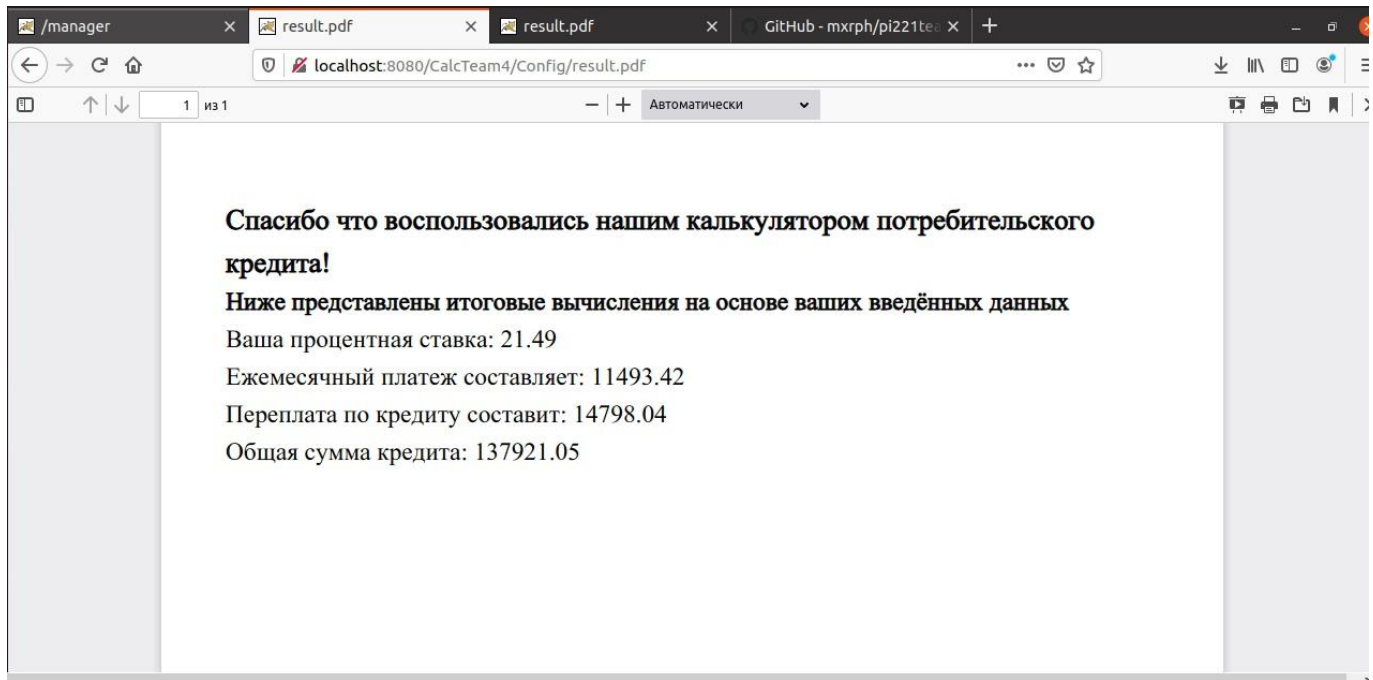 /manager
result.pdf
result.pdf
GitHub - mxrph/pi221tea
localhost:8080/CalcTeam4/Config/result.pdf
1 из 1
Автоматически
Спасибо что воспользовались нашим калькулятором потребительского
кредита!
Ниже представлены итоговые вычисления на основе ваших введённых данных
Ваша процентная ставка: 21.49
Ежемесячный платеж составляет: 11493.42
Переплата по кредиту составит: 14798.04
Общая сумма кредита: 137921.05